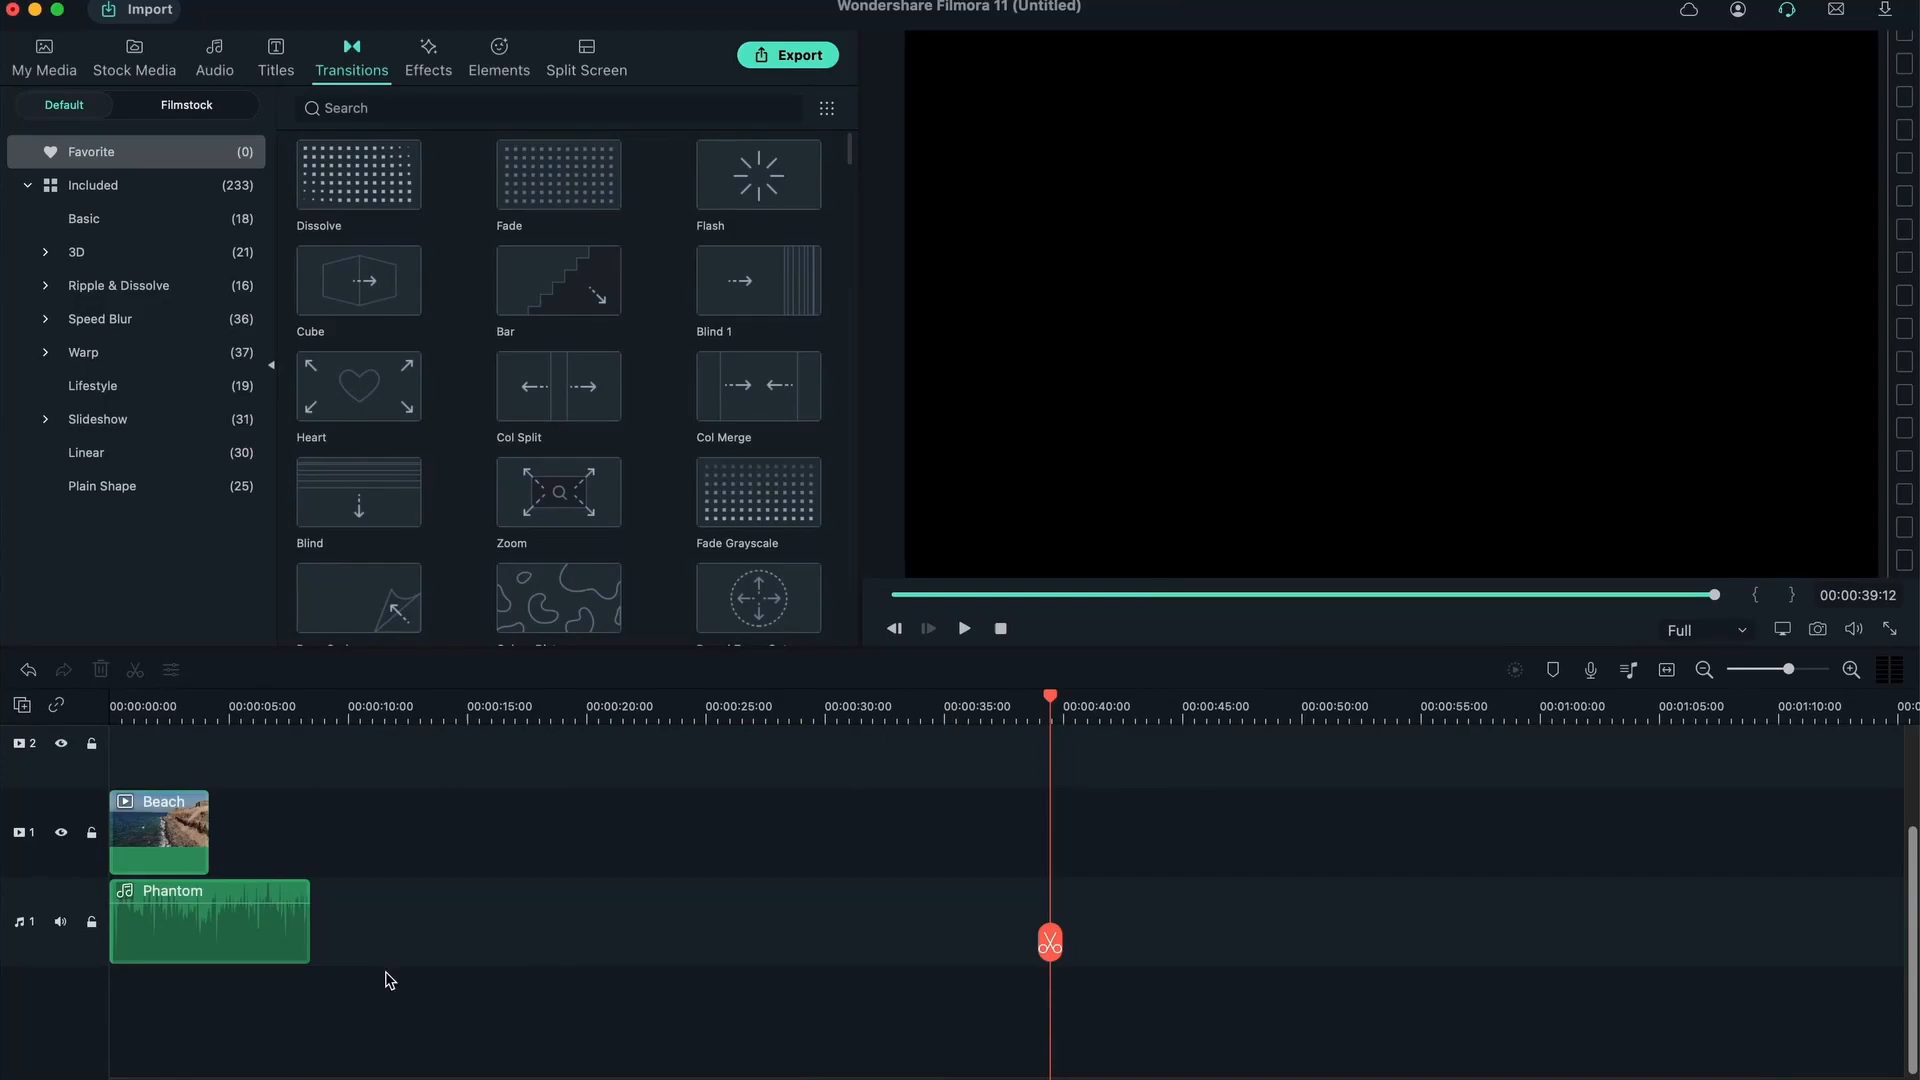 Wondershare Filmora 11 (Untitled)
Import
My Media
Stock Media
Audio
Titles
Transitions
Effects
Elements
Split Screen
Export
Default
Filmstock
Search
Favorite (0)
Included (233)
Basic (18)
3D (21)
Ripple & Dissolve (16)
Speed Blur (36)
Warp (37)
Lifestyle (19)
Slideshow (31)
Linear (30)
Plain Shape (25)
Dissolve
Fade
Flash
Cube
Bar
Blind 1
Heart
Col Split
Col Merge
Blind
Zoom
Fade Grayscale
{ } 00:00:39:12
Full
00:00:00:00 00:00:05:00 00:00:10:00 00:00:15:00 00:00:20:00 00:00:25:00 00:00:30:00 00:00:35:00 00:00:40:00 00:00:45:00 00:00:50:00 00:00:55:00 00:01:00:00 00:01:05:00 00:01:10:00
2
Beach
1
Phantom
1